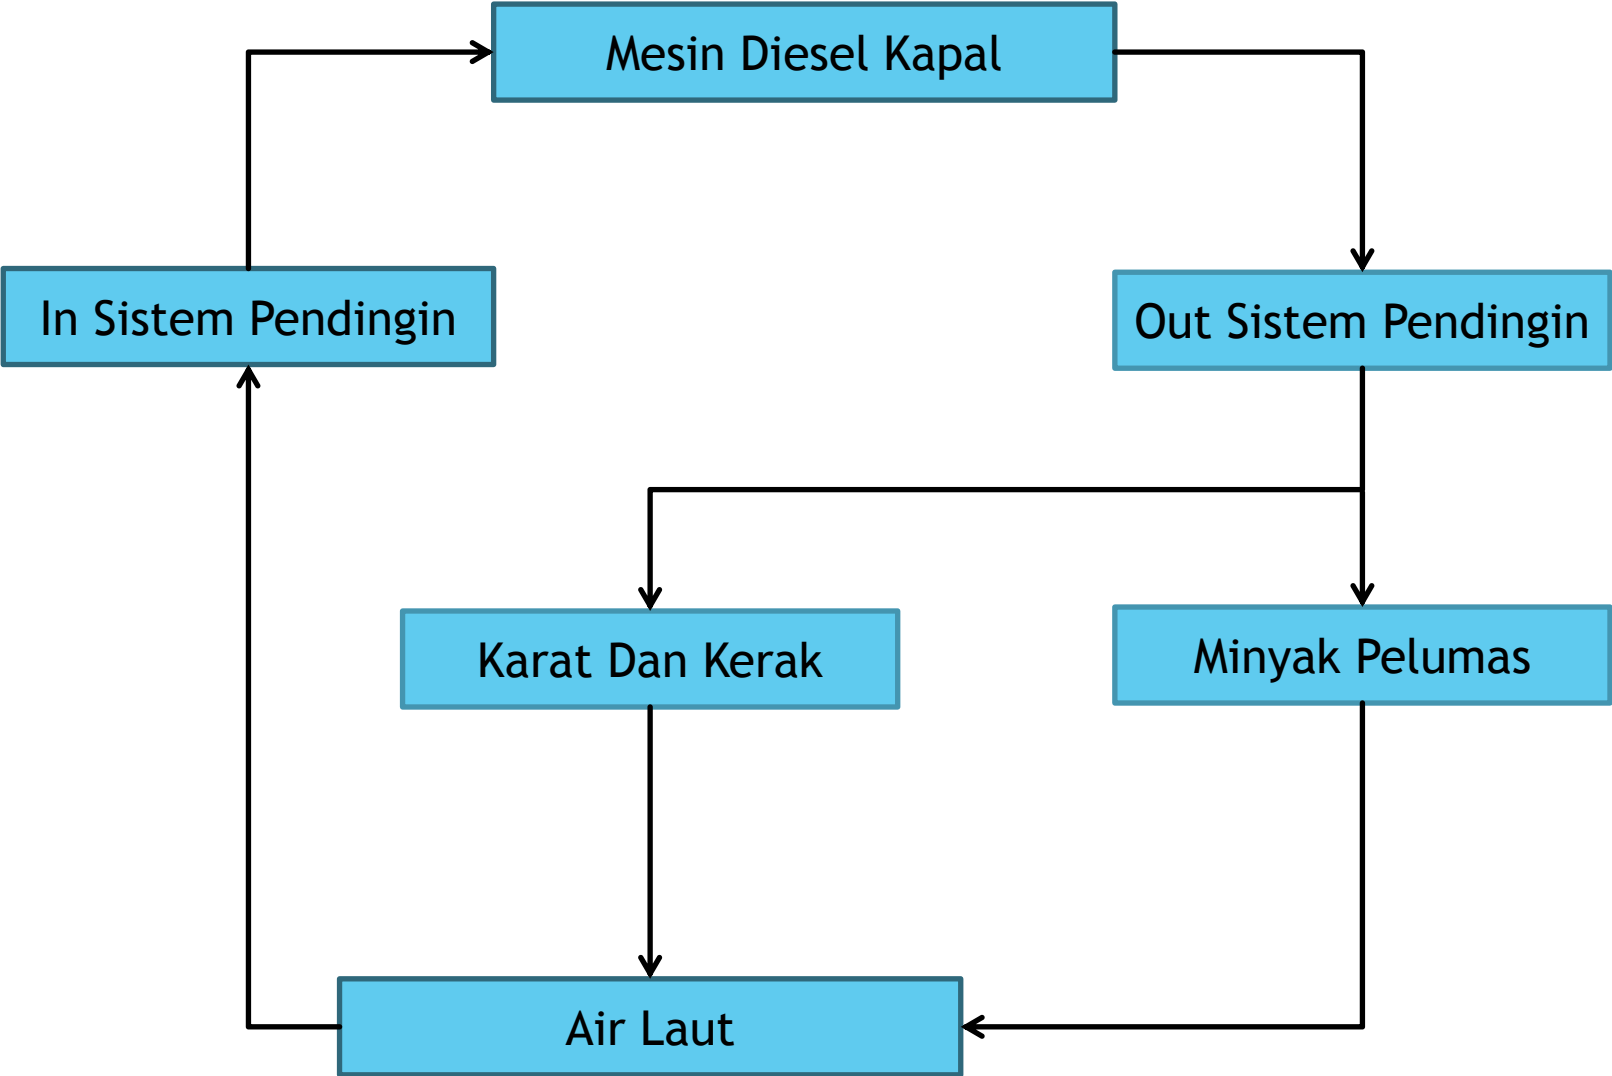 Mesin Diesel Kapal
In Sistem Pendingin
Out Sistem Pendingin
Karat Dan Kerak
Minyak Pelumas
Air Laut